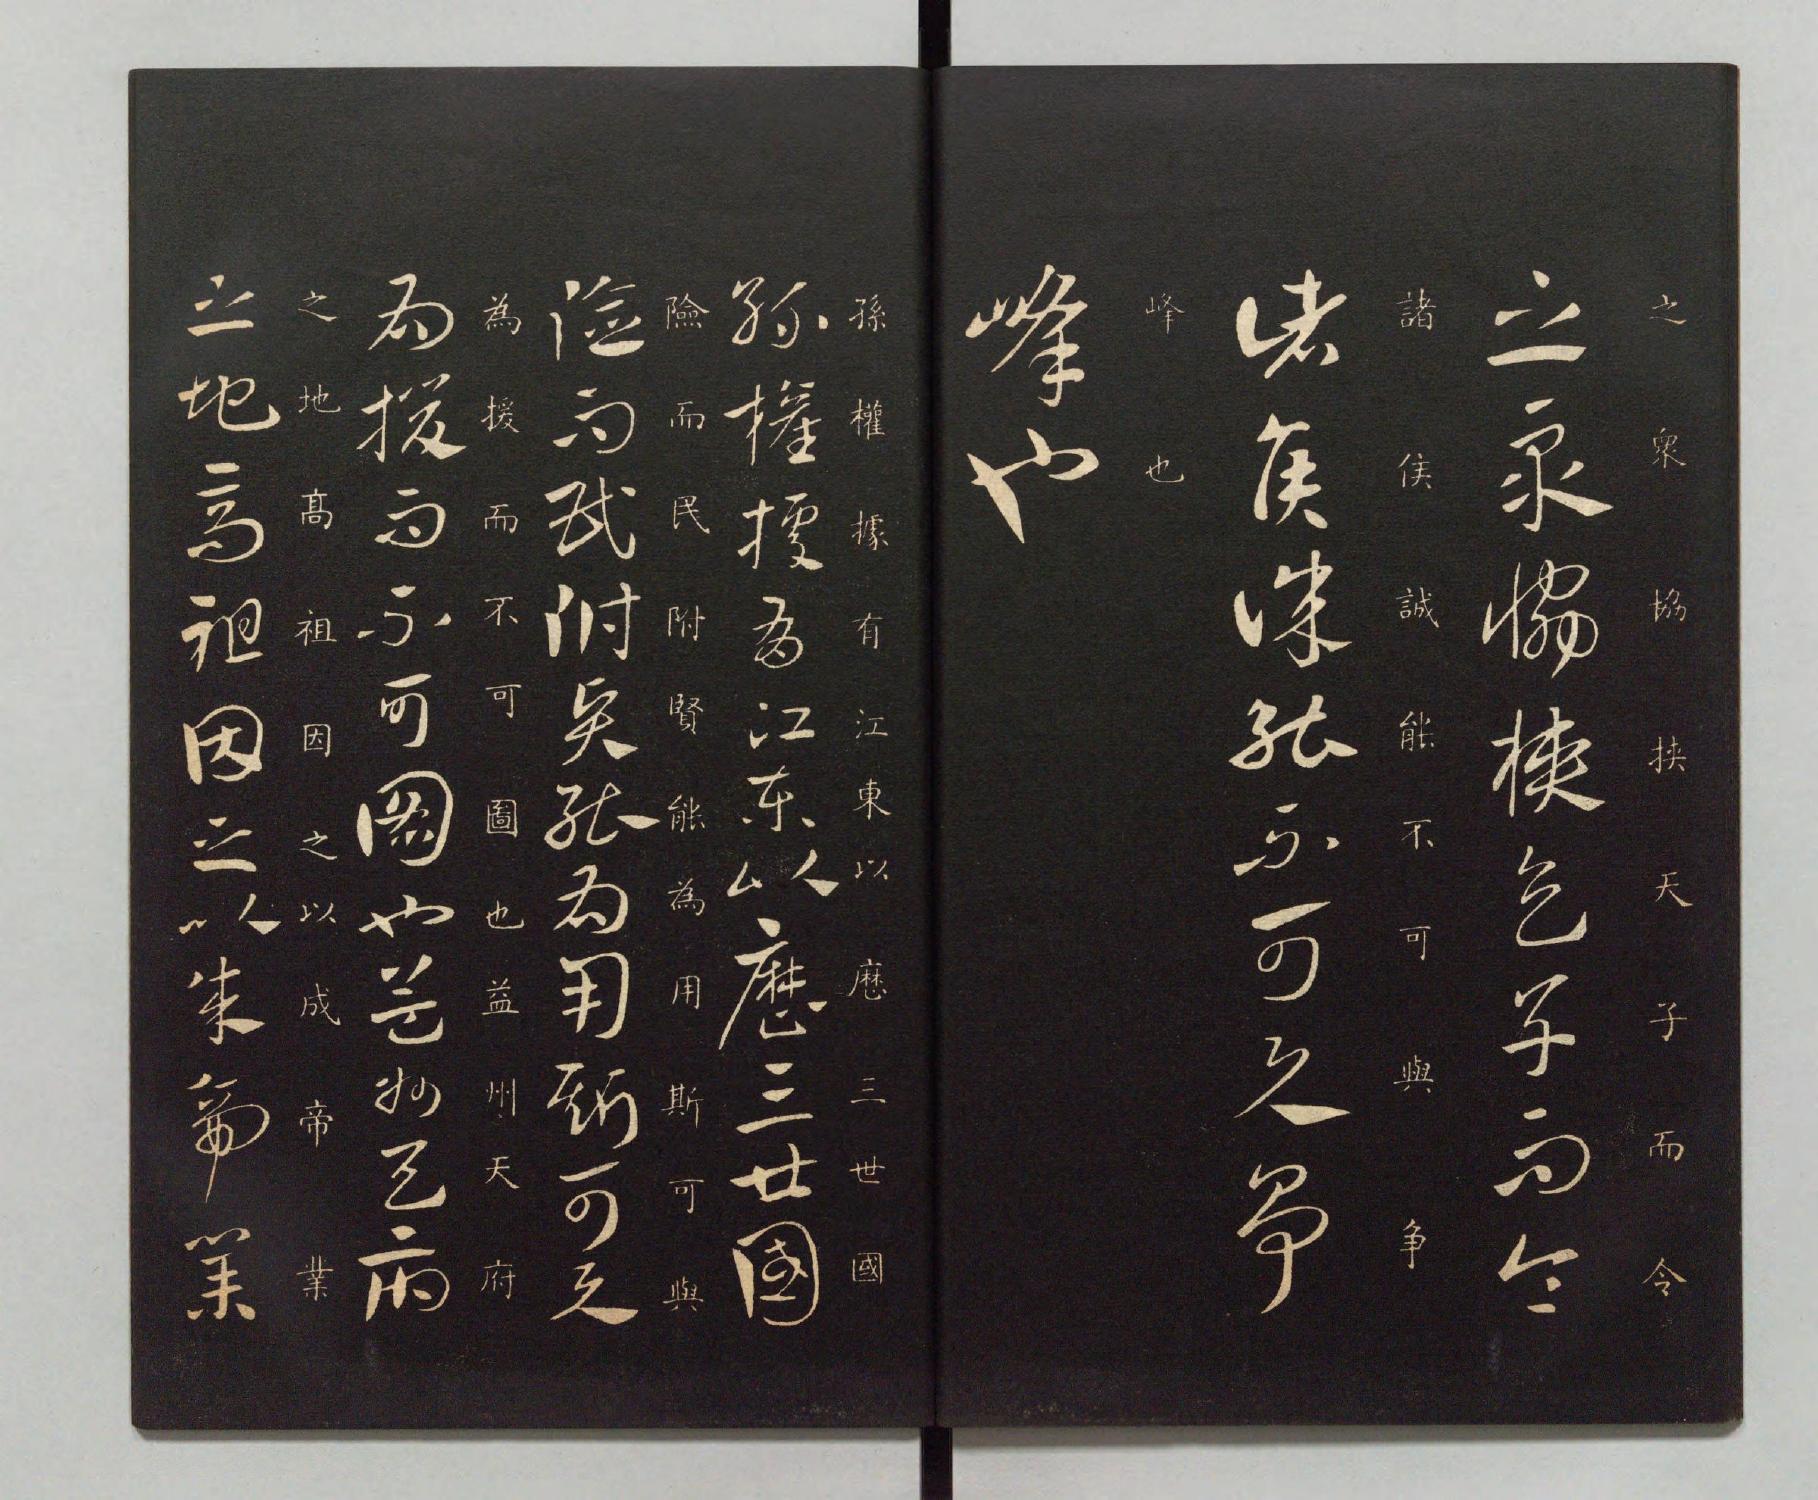 之衆協挾天子而令
之衆協挾天子而令
諸侯誠能不可與争
諸侯誠能不可與争
峰也
峰也
孫權據有江東以歷三世國
孫權據有江東以歷三世國
險而民附賢能為用斯可與
險而民附賢能為用斯可與
為援而不可圖也益州天府
為援而不可圖也益州天府
之地髙祖因之以成帝業
之地髙祖因之以成帝業